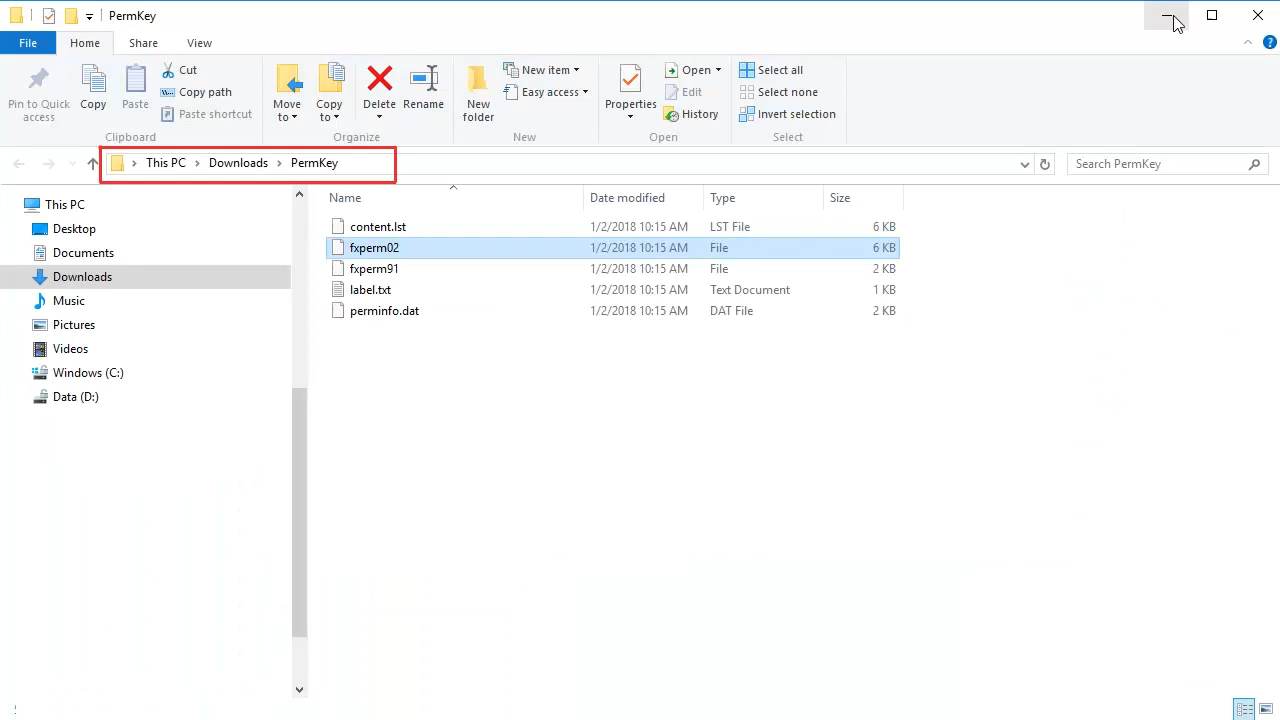 PermKey
File Home Share View
Pin to Quick access
Copy
Paste
Cut
Copy path
Paste shortcut
Clipboard
Move to
Copy to
Delete
Rename
Organize
New folder
New item
Easy access
New
Properties
Open
Edit
History
Open
Select all
Select none
Invert selection
Select
This PC > Downloads > PermKey
Search PermKey
This PC
Desktop
Documents
Downloads
Music
Pictures
Videos
Windows (C:)
Data (D:)
Name Date modified Type Size
content.lst 1/2/2018 10:15 AM LST File 6 KB
fxperm02 1/2/2018 10:15 AM File 6 KB
fxperm91 1/2/2018 10:15 AM File 2 KB
label.txt 1/2/2018 10:15 AM Text Document 1 KB
perminfo.dat 1/2/2018 10:15 AM DAT File 2 KB